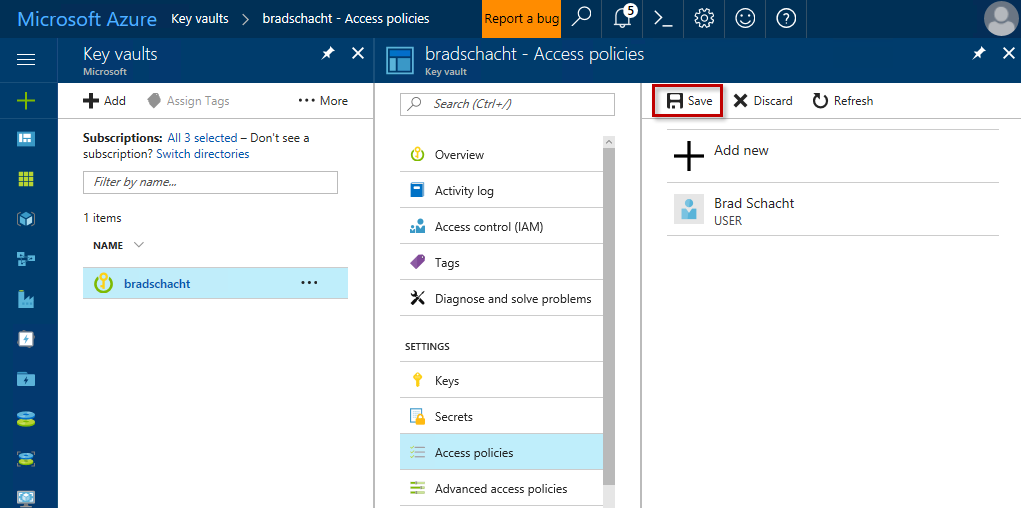 Microsoft Azure Key vaults bradschacht - Access policies Report a bug 5
Key vaults
Microsoft
Add Assign Tags More
Subscriptions: All 3 selected – Don't see a
subscription? Switch directories
Filter by name...
1 items
NAME
bradschacht
bradschacht - Access policies
Key vault
Search (Ctrl+/)
Overview
Activity log
Access control (IAM)
Tags
Diagnose and solve problems
SETTINGS
Keys
Secrets
Access policies
Advanced access policies
Save Discard Refresh
Add new
Brad Schacht
USER